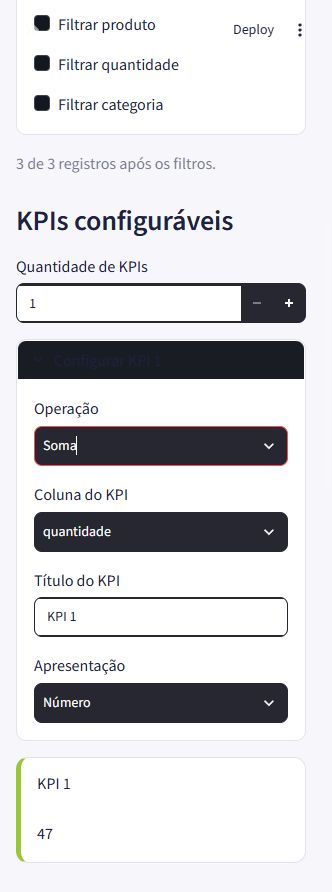 Filtrar produto
Deploy
Filtrar quantidade
Filtrar categoria
3 de 3 registros após os filtros.
KPIs configuráveis
Quantidade de KPIs
1
Configurar KPI 1
Operação
Soma
Coluna do KPI
quantidade
Título do KPI
KPI 1
Apresentação
Número
KPI 1
47